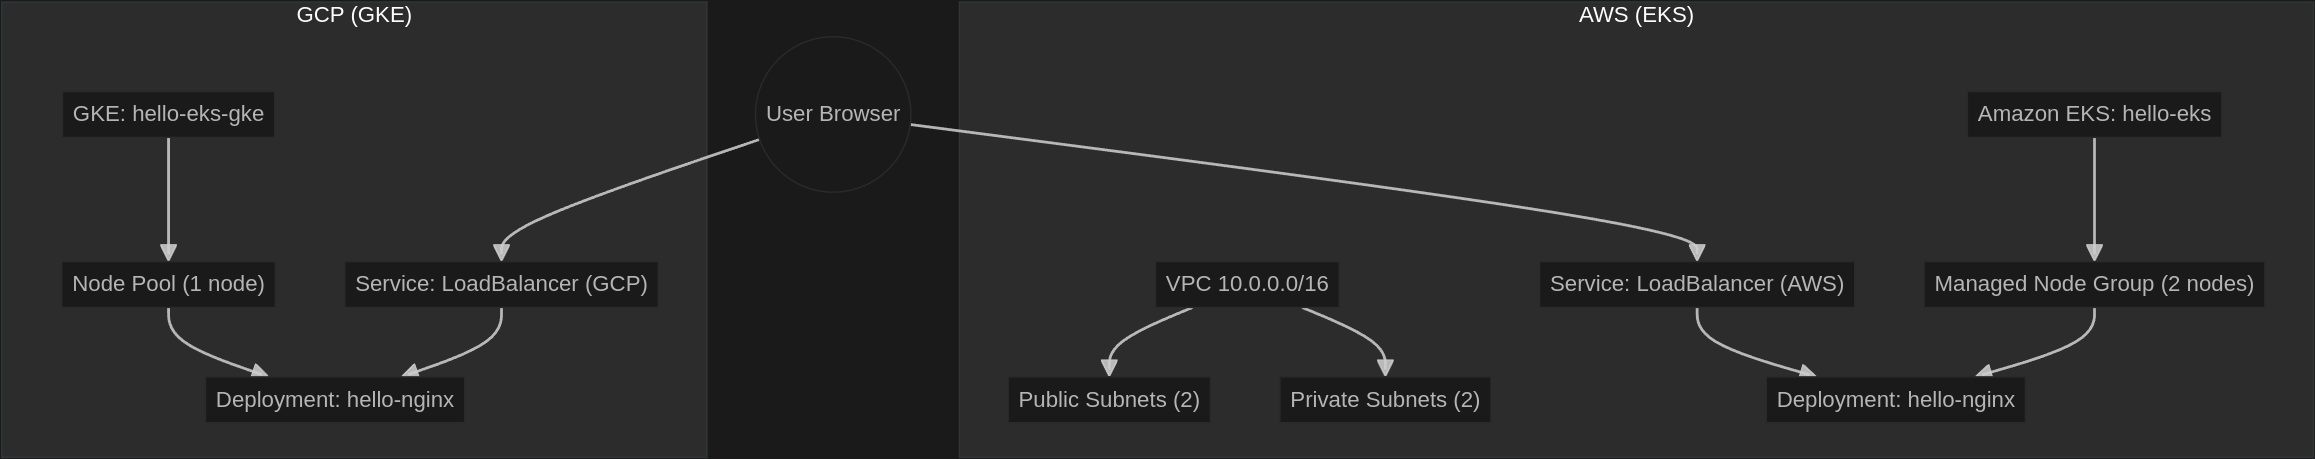 GCP (GKE)
AWS (EKS)
GKE: hello-eks-gke
User Browser
Amazon EKS: hello-eks
Node Pool (1 node)
Service: LoadBalancer (GCP)
VPC 10.0.0.0/16
Service: LoadBalancer (AWS)
Managed Node Group (2 nodes)
Deployment: hello-nginx
Public Subnets (2)
Private Subnets (2)
Deployment: hello-nginx